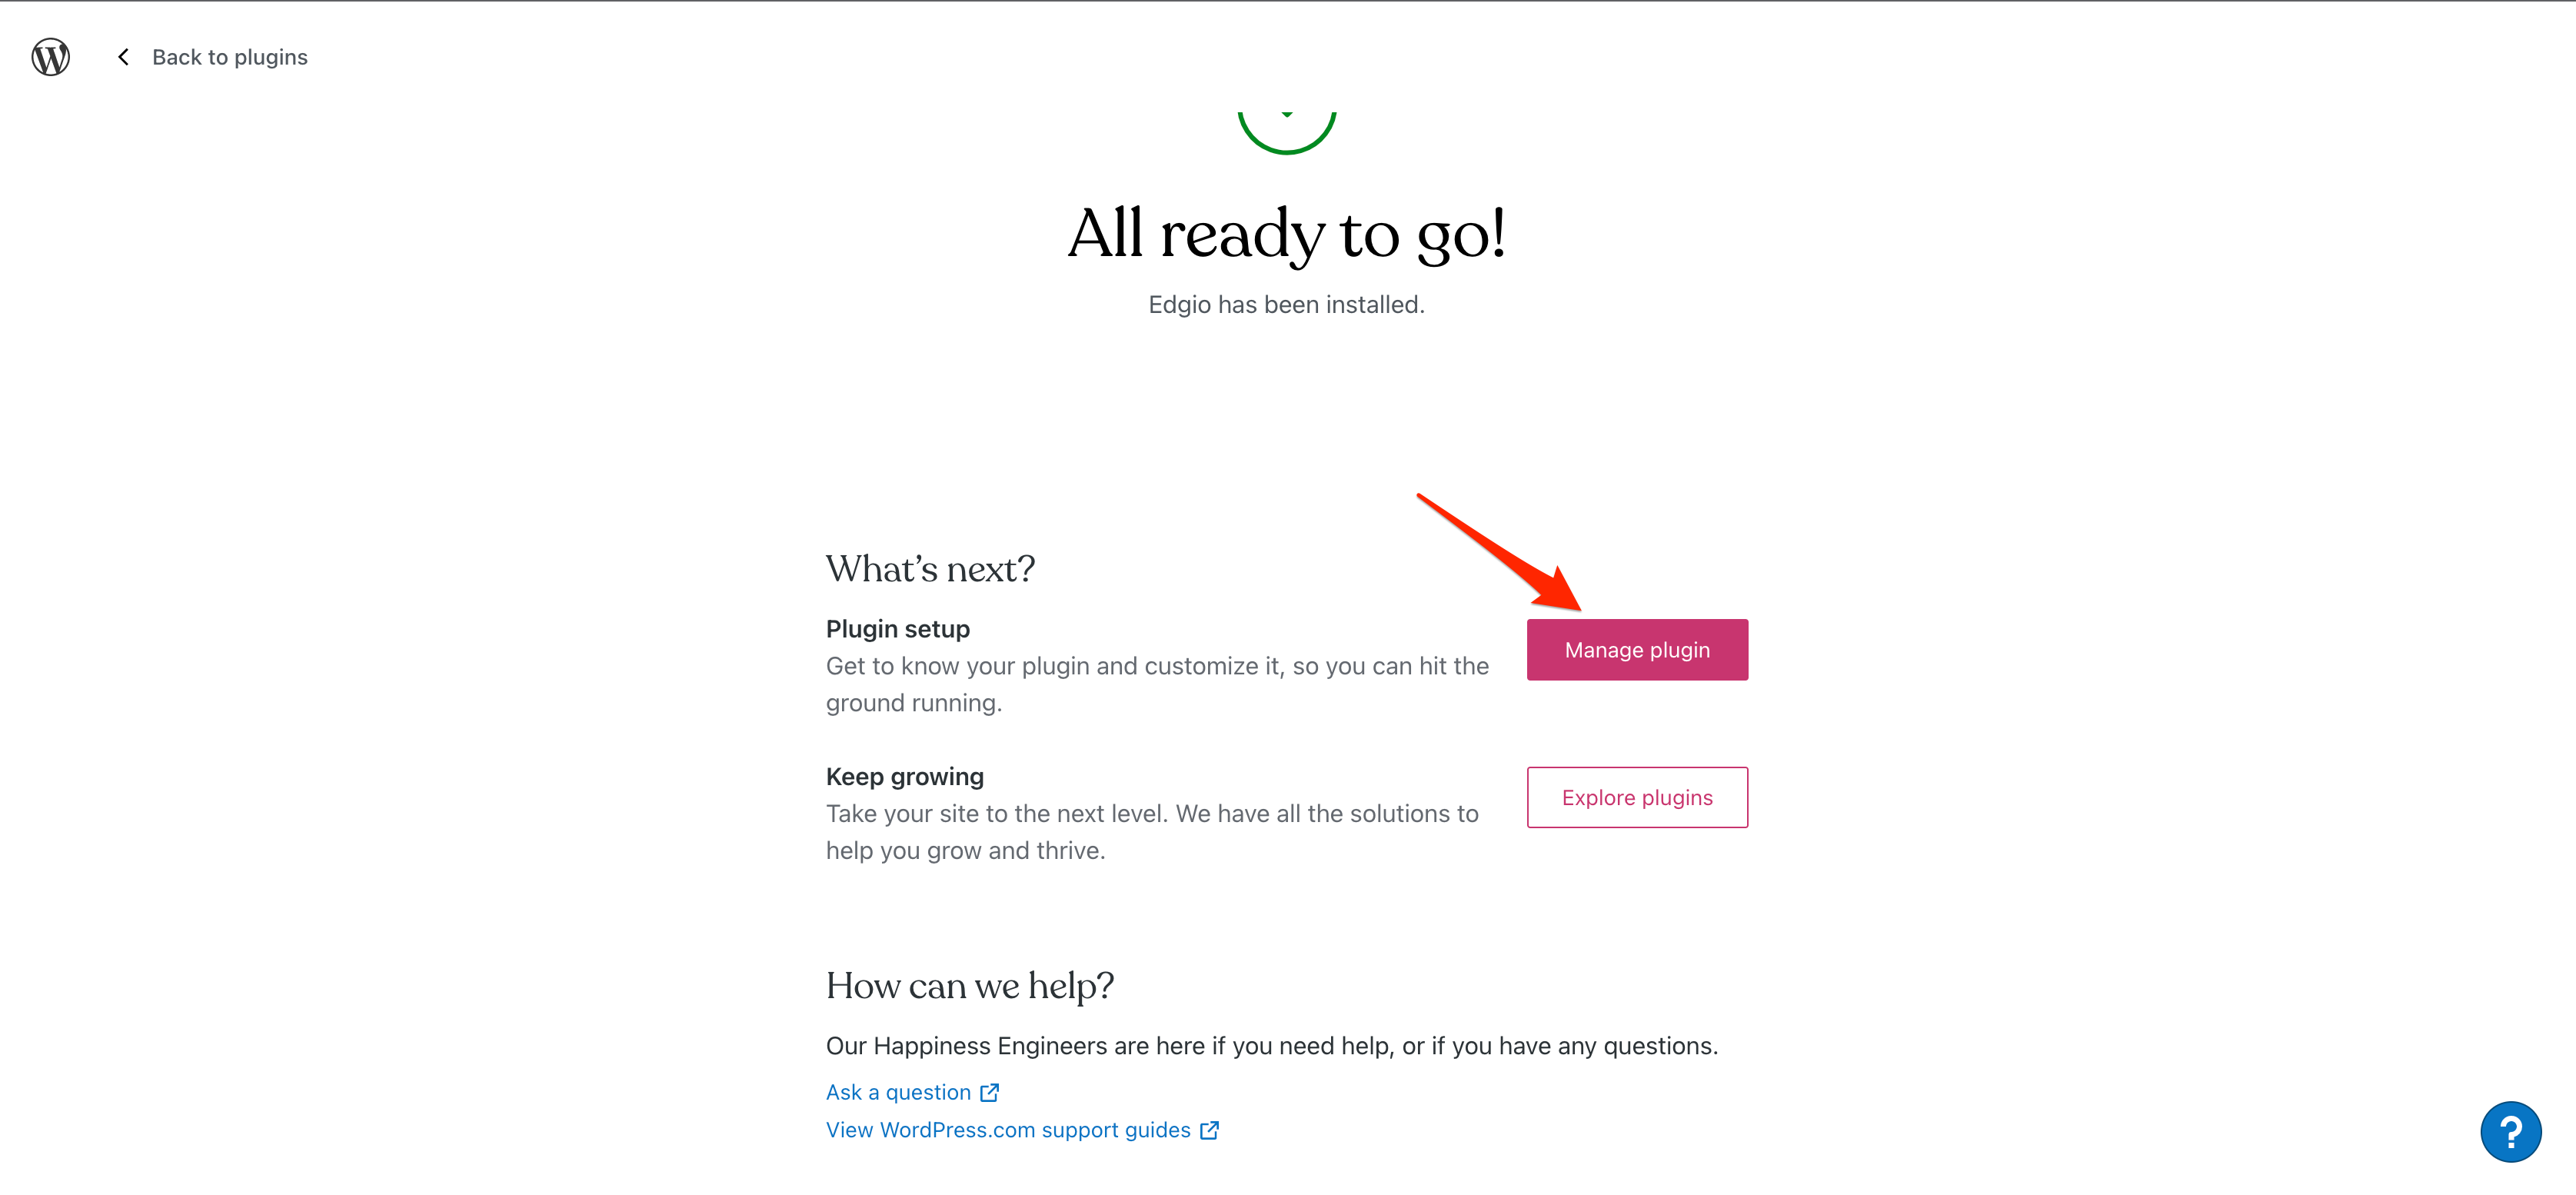 Back to plugins
All ready to go!
Edgio has been installed.
What's next?
Plugin setup
Get to know your plugin and customize it, so you can hit the
ground running.
Manage plugin
Keep growing
Take your site to the next level. We have all the solutions to
help you grow and thrive.
Explore plugins
How can we help?
Our Happiness Engineers are here if you need help, or if you have any questions.
Ask a question
View WordPress.com support guides
?